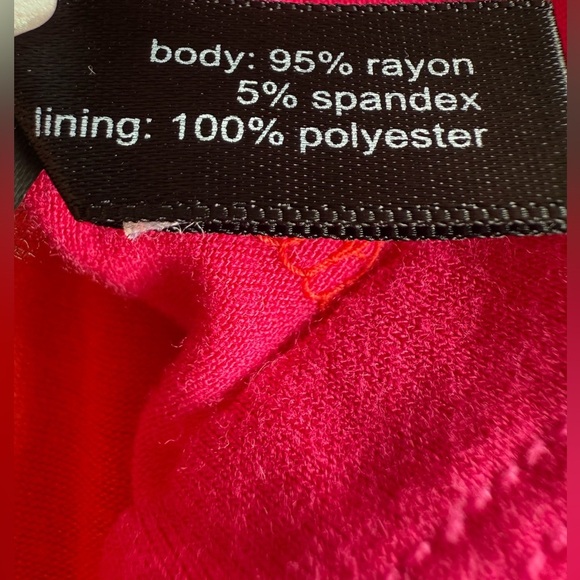 body: 95% rayon
5% spandex
lining: 100% polyester